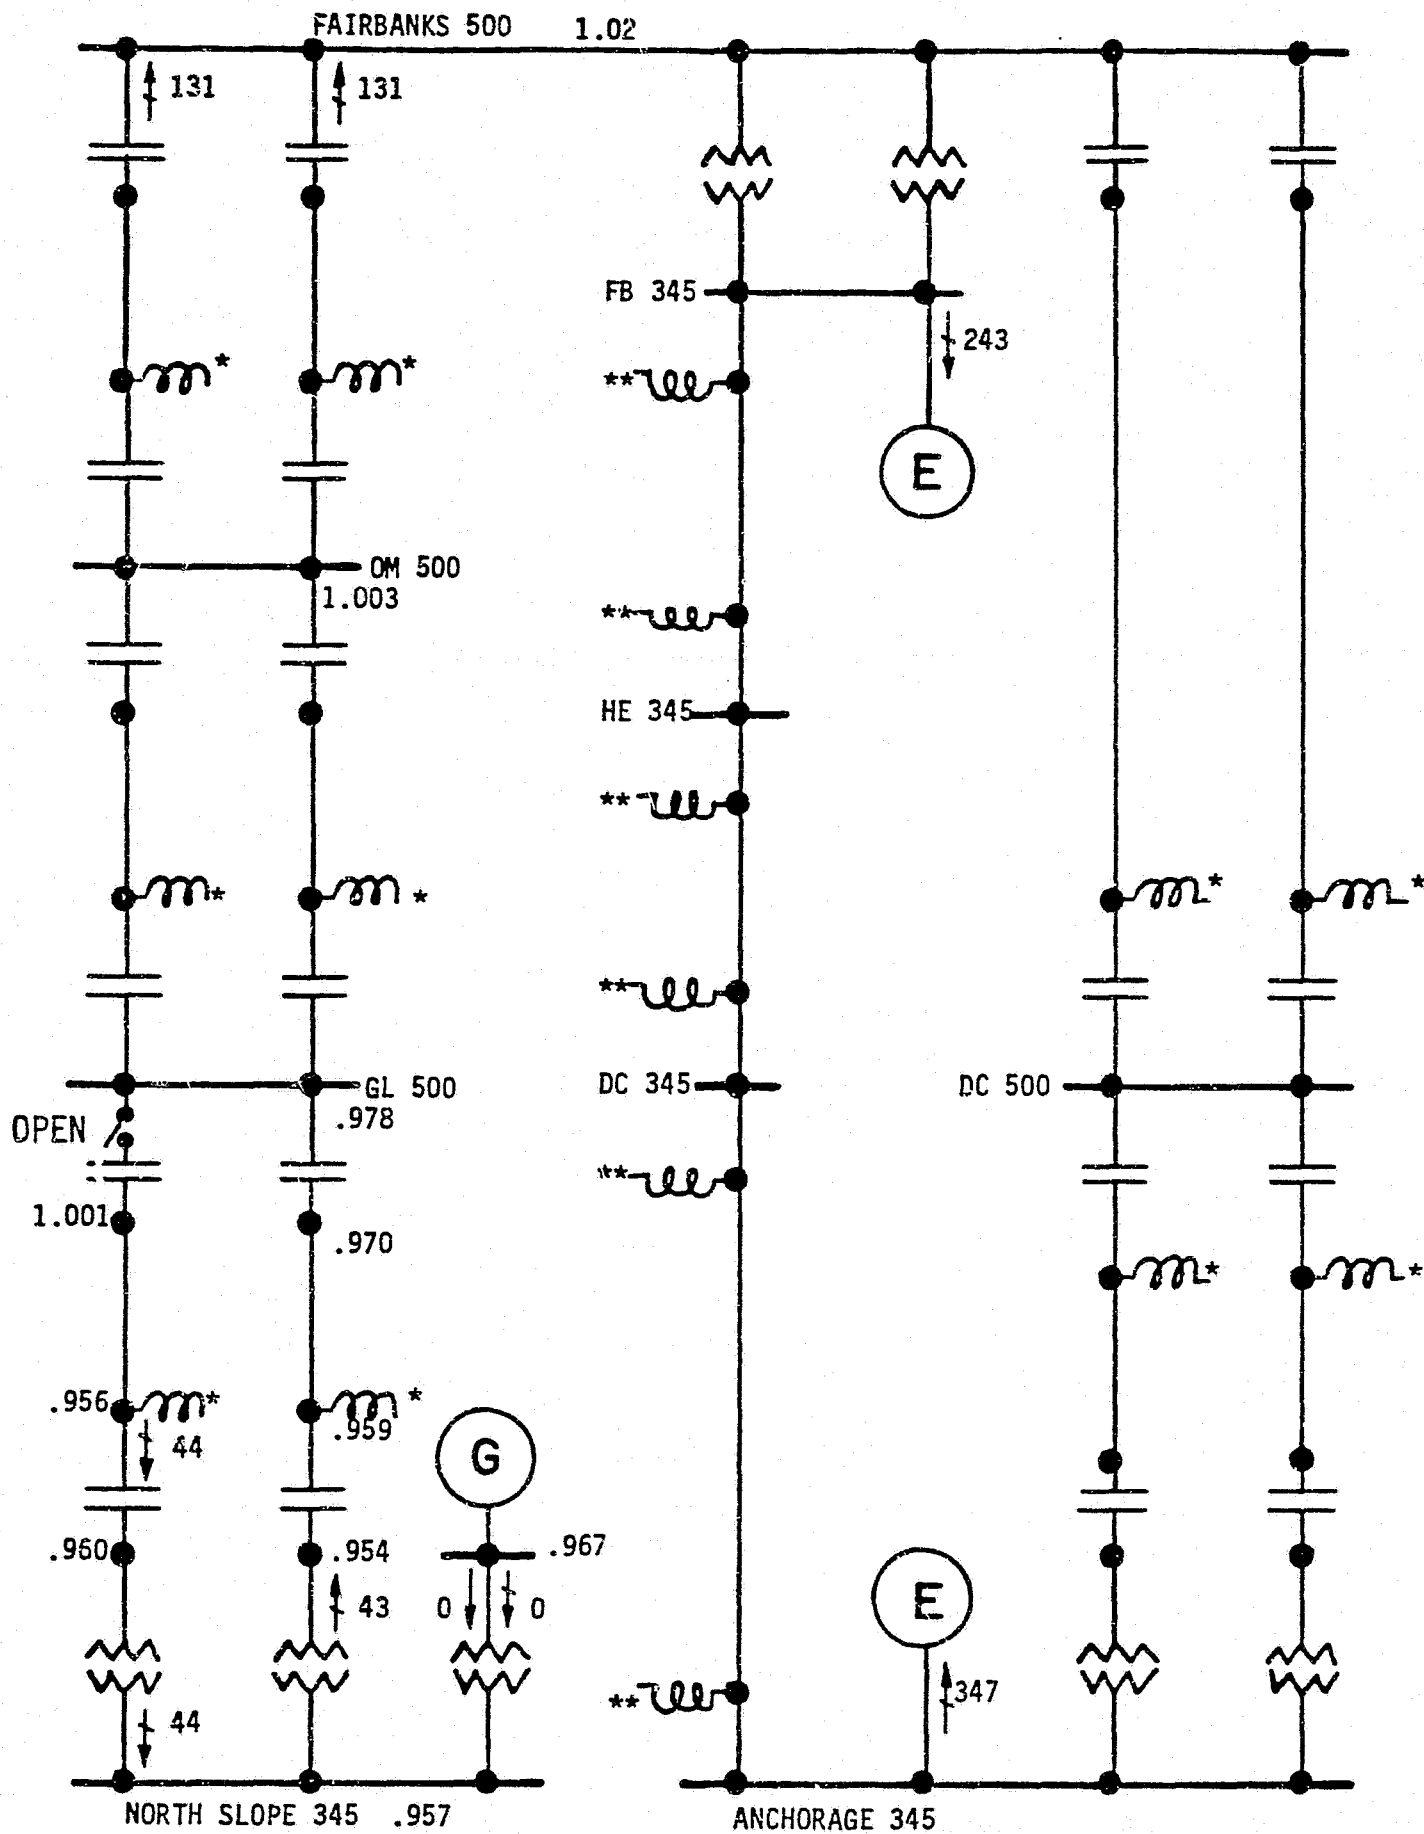 FAIRBANKS 500 1.02
131 131
FB 345
243
* *
**
E
OM 500
1.003
**
HE 345
**
* *
* *
**
GL 500
.978
DC 345
DC 500
OPEN
**
1.001
.970
* *
.956
* *
.959
44
G
.960
.954
.967
43
0 0
E
**
347
44
NORTH SLOPE 345 .957
ANCHORAGE 345